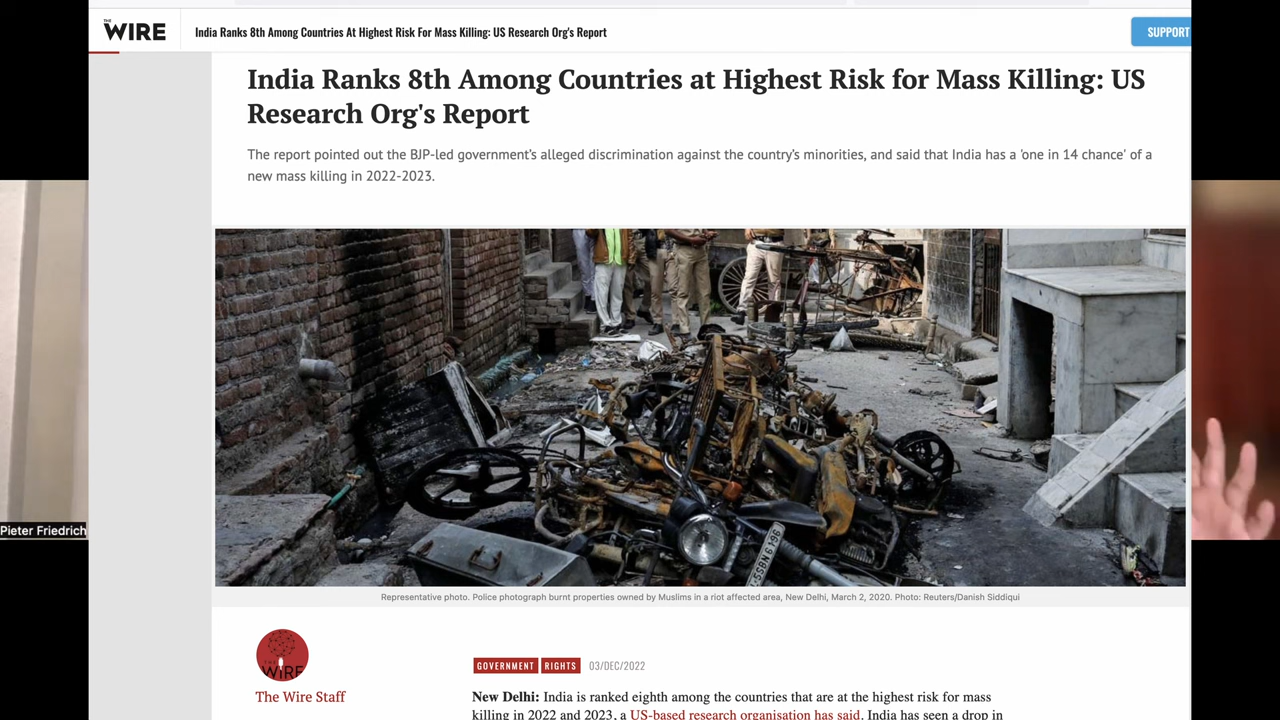 THE
WIRE
India Ranks 8th Among Countries At Highest Risk For Mass Killing: US Research Org's Report
SUPPORT
India Ranks 8th Among Countries at Highest Risk for Mass Killing: US
Research Org's Report
The report pointed out the BJP-led government's alleged discrimination against the country's minorities, and said that India has a 'one in 14 chance' of a
new mass killing in 2022-2023.
Pieter Friedrich
Representative photo. Police photograph burnt properties owned by Muslims in a riot affected area, New Delhi, March 2, 2020. Photo: Reuters/Danish Siddiqui
THE
WIRE
The Wire Staff
GOVERNMENT RIGHTS 03/DEC/2022
New Delhi: India is ranked eighth among the countries that are at the highest risk for mass
killing in 2022 and 2023, a US-based research organisation has said. India has seen a drop in